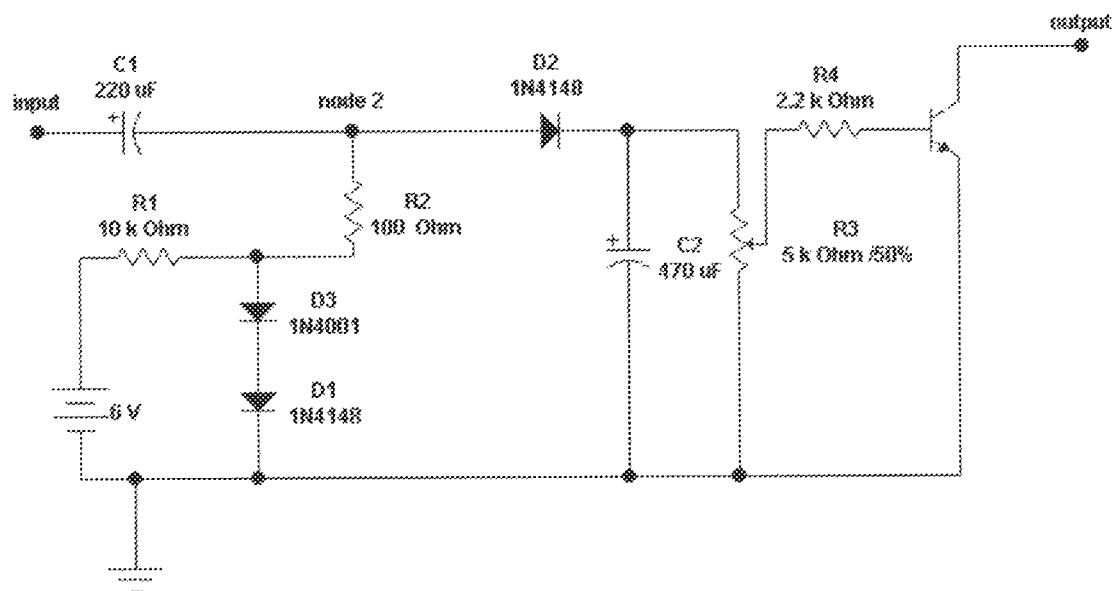 output
C1
220 uF
D2
1N4148
R4
2.2 k Ohm
input
node 2
R1
10 k Ohm
R2
100 Ohm
R3
5 k Ohm /50%
C2
470 uF
D3
1N4001
D1
1N4148
6 V